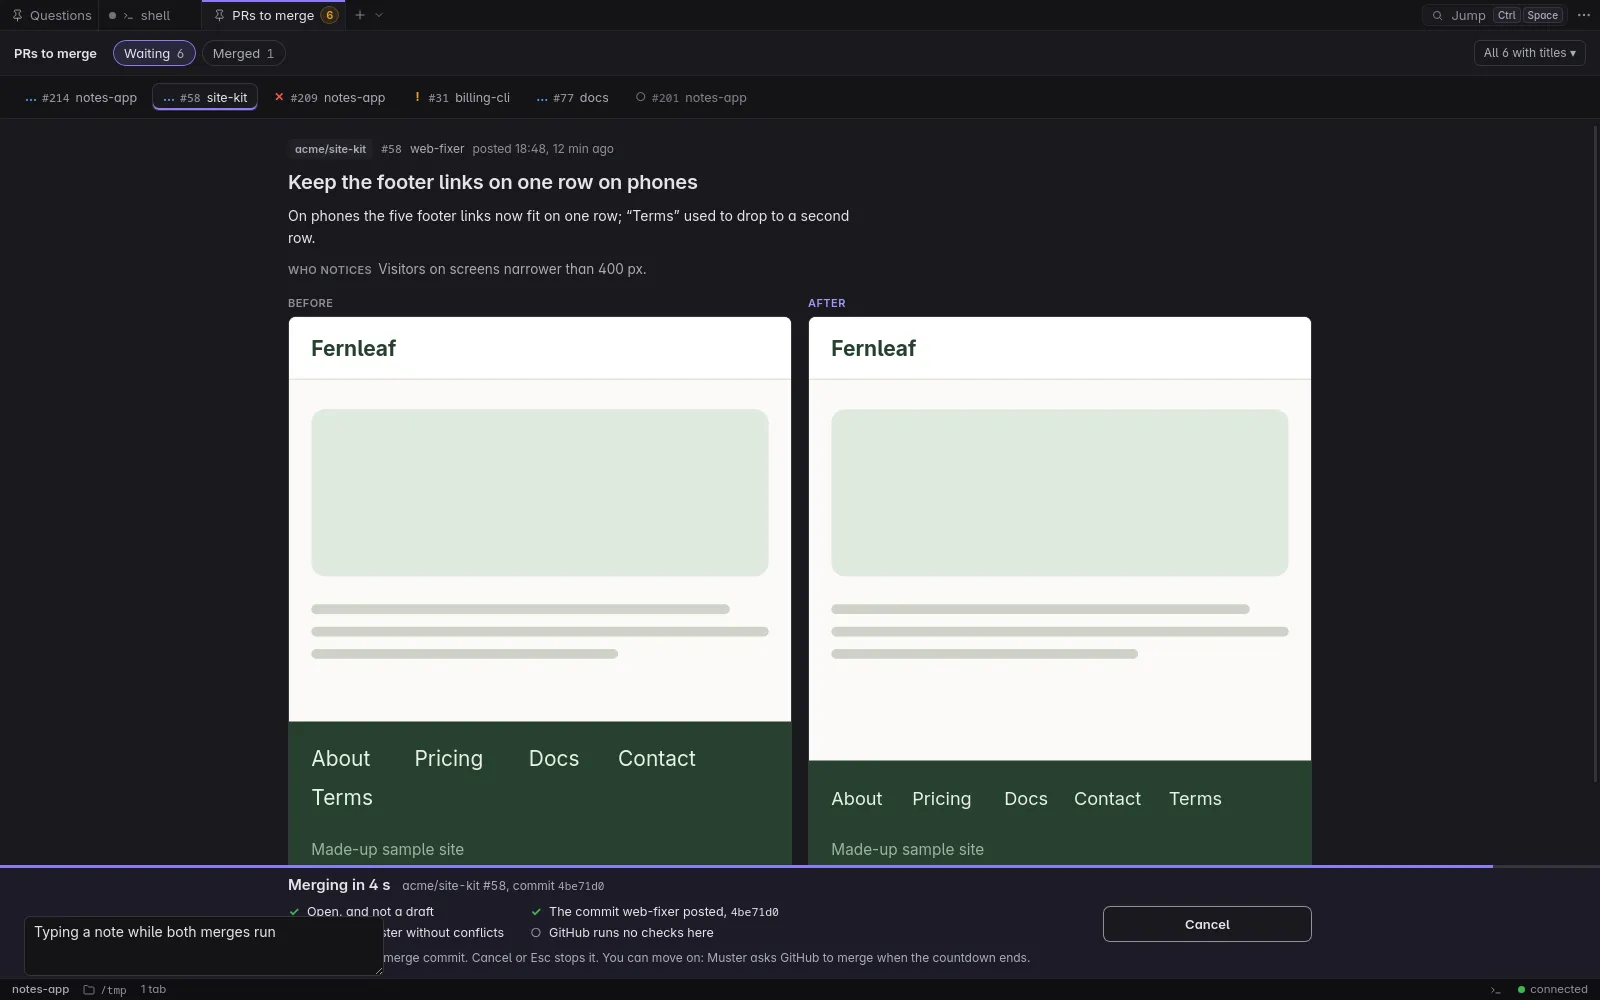 Questions
shell
PRs to merge 6
Jump Ctrl Space
PRs to merge Waiting 6 Merged 1 All 6 with titles ▾
... #214 notes-app
... #58 site-kit
✕ #209 notes-app
! #31 billing-cli
... #77 docs
#201 notes-app
acme/site-kit #58 web-fixer posted 18:48, 12 min ago
Keep the footer links on one row on phones
On phones the five footer links now fit on one row; “Terms” used to drop to a second
row.
WHO NOTICES Visitors on screens narrower than 400 px.
BEFORE
Fernleaf
About Pricing Docs Contact
Terms
Made-up sample site
AFTER
Fernleaf
About Pricing Docs Contact Terms
Made-up sample site
Merging in 4 s acme/site-kit #58, commit 4be71d0
Open, and not a draft
The commit web-fixer posted, 4be71d0
without conflicts
GitHub runs no checks here
merge commit. Cancel or Esc stops it. You can move on: Muster asks GitHub to merge when the countdown ends.
Cancel
Typing a note while both merges run
notes-app /tmp 1 tab
connected